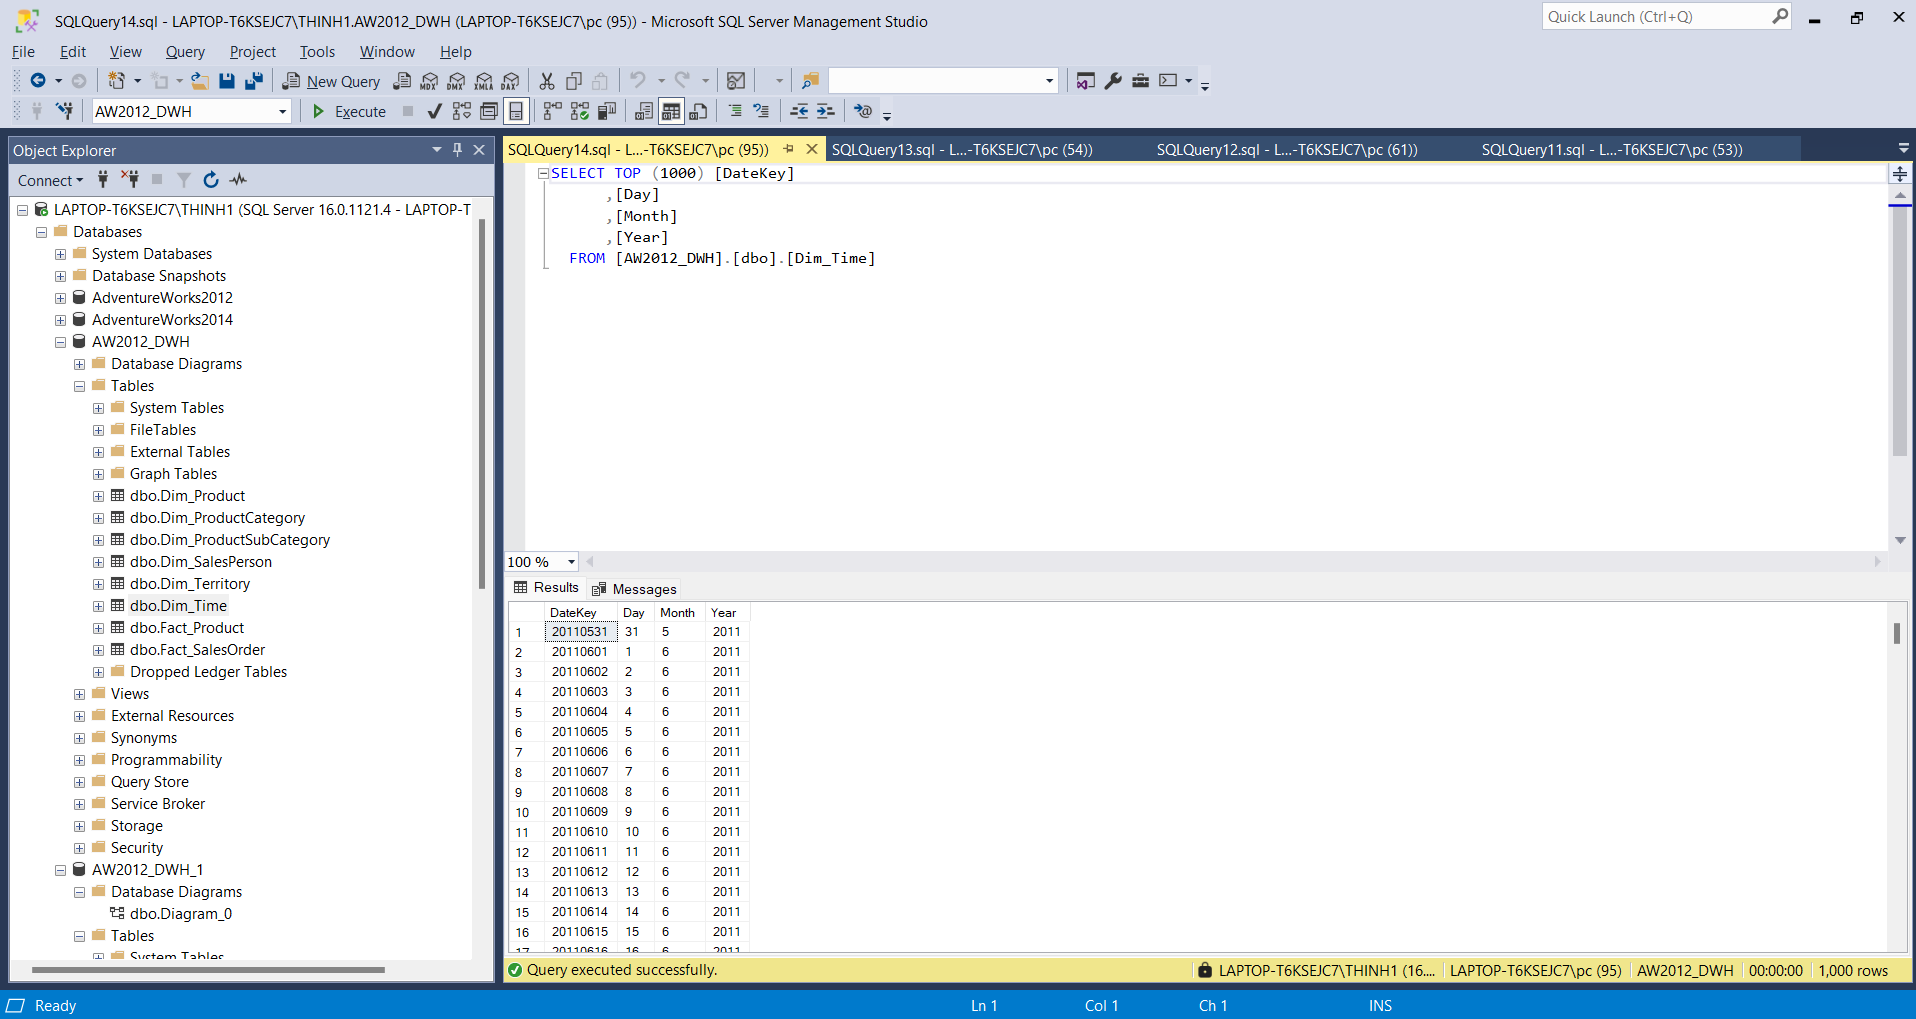 SQLQuery14.sql - LAPTOP-T6KSEJC7\THINH1.AW2012_DWH (LAPTOP-T6KSEJC7\pc (95)) - Microsoft SQL Server Management Studio
Quick Launch (Ctrl+Q)
File Edit View Query Project Tools Window Help
New Query MDX DMX XMLA DAX
AW2012_DWH Execute
Object Explorer
Connect
LAPTOP-T6KSEJC7\THINH1 (SQL Server 16.0.1121.4 - LAPTOP-T
Databases
System Databases
Database Snapshots
AdventureWorks2012
AdventureWorks2014
AW2012_DWH
Database Diagrams
Tables
System Tables
FileTables
External Tables
Graph Tables
dbo.Dim_Product
dbo.Dim_ProductCategory
dbo.Dim_ProductSubCategory
dbo.Dim_SalesPerson
dbo.Dim_Territory
dbo.Dim_Time
dbo.Fact_Product
dbo.Fact_SalesOrder
Dropped Ledger Tables
Views
External Resources
Synonyms
Programmability
Query Store
Service Broker
Storage
Security
AW2012_DWH_1
Database Diagrams
dbo.Diagram_0
Tables
System Tables
SQLQuery14.sql - L...-T6KSEJC7\pc (95)) SQLQuery13.sql - L...-T6KSEJC7\pc (54)) SQLQuery12.sql - L...-T6KSEJC7\pc (61)) SQLQuery11.sql - L...-T6KSEJC7\pc (53))
SELECT TOP (1000) [DateKey]
,[Day]
,[Month]
,[Year]
FROM [AW2012_DWH].[dbo].[Dim_Time]
100 %
Results Messages
DateKey Day Month Year
1 20110531 31 5 2011
2 20110601 1 6 2011
3 20110602 2 6 2011
4 20110603 3 6 2011
5 20110604 4 6 2011
6 20110605 5 6 2011
7 20110606 6 6 2011
8 20110607 7 6 2011
9 20110608 8 6 2011
10 20110609 9 6 2011
11 20110610 10 6 2011
12 20110611 11 6 2011
13 20110612 12 6 2011
14 20110613 13 6 2011
15 20110614 14 6 2011
16 20110615 15 6 2011
17 20110616 16 6 2011
Query executed successfully. LAPTOP-T6KSEJC7\THINH1 (16.... LAPTOP-T6KSEJC7\pc (95) AW2012_DWH 00:00:00 1,000 rows
Ready Ln 1 Col 1 Ch 1 INS